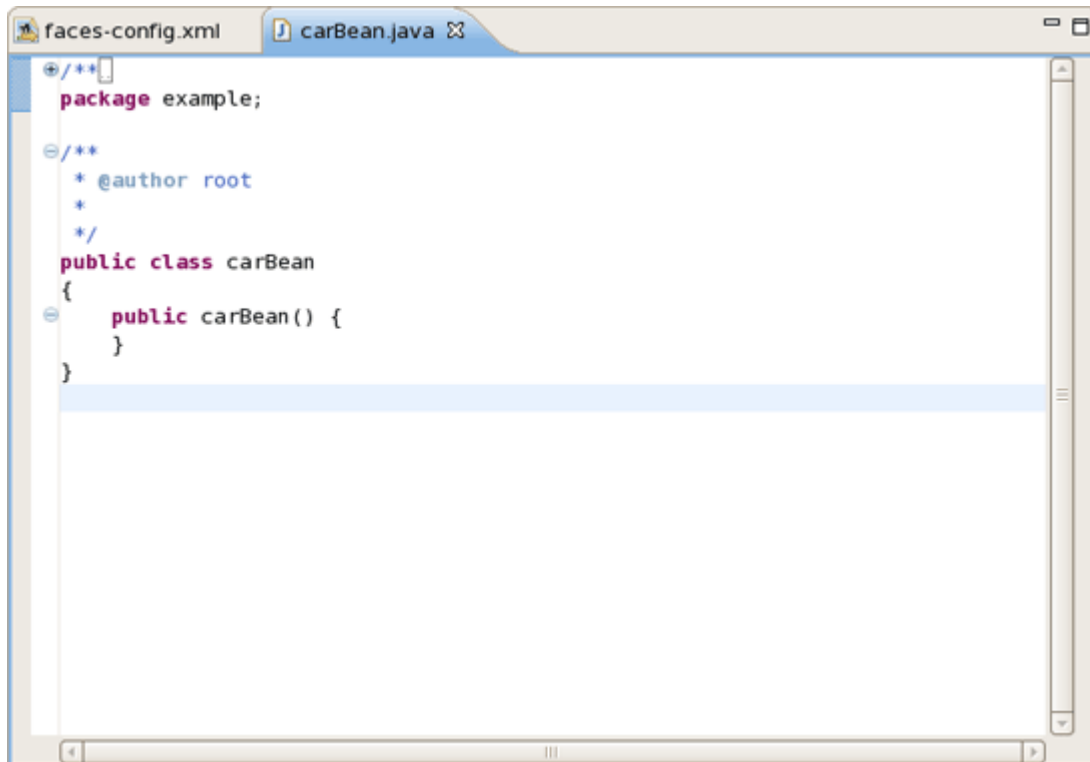 faces-config.xml carBean.java
/**
package example;
/**
 * @author root
 *
 */
public class carBean
{
    public carBean() {
    }
}